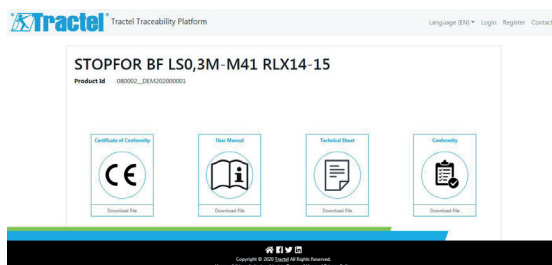 Tractel Tractel Traceability Platform Language (EN) Login Register Contact
STOPFOR BF LS0,3M-M41 RLX14-15
Product Id 080002__DEM202000001
Certificate of Conformity User Manual Technical Sheet Conformity
CE
Download File Download File Download File Download File
Copyright © 2020 Tractel All Rights Reserved.